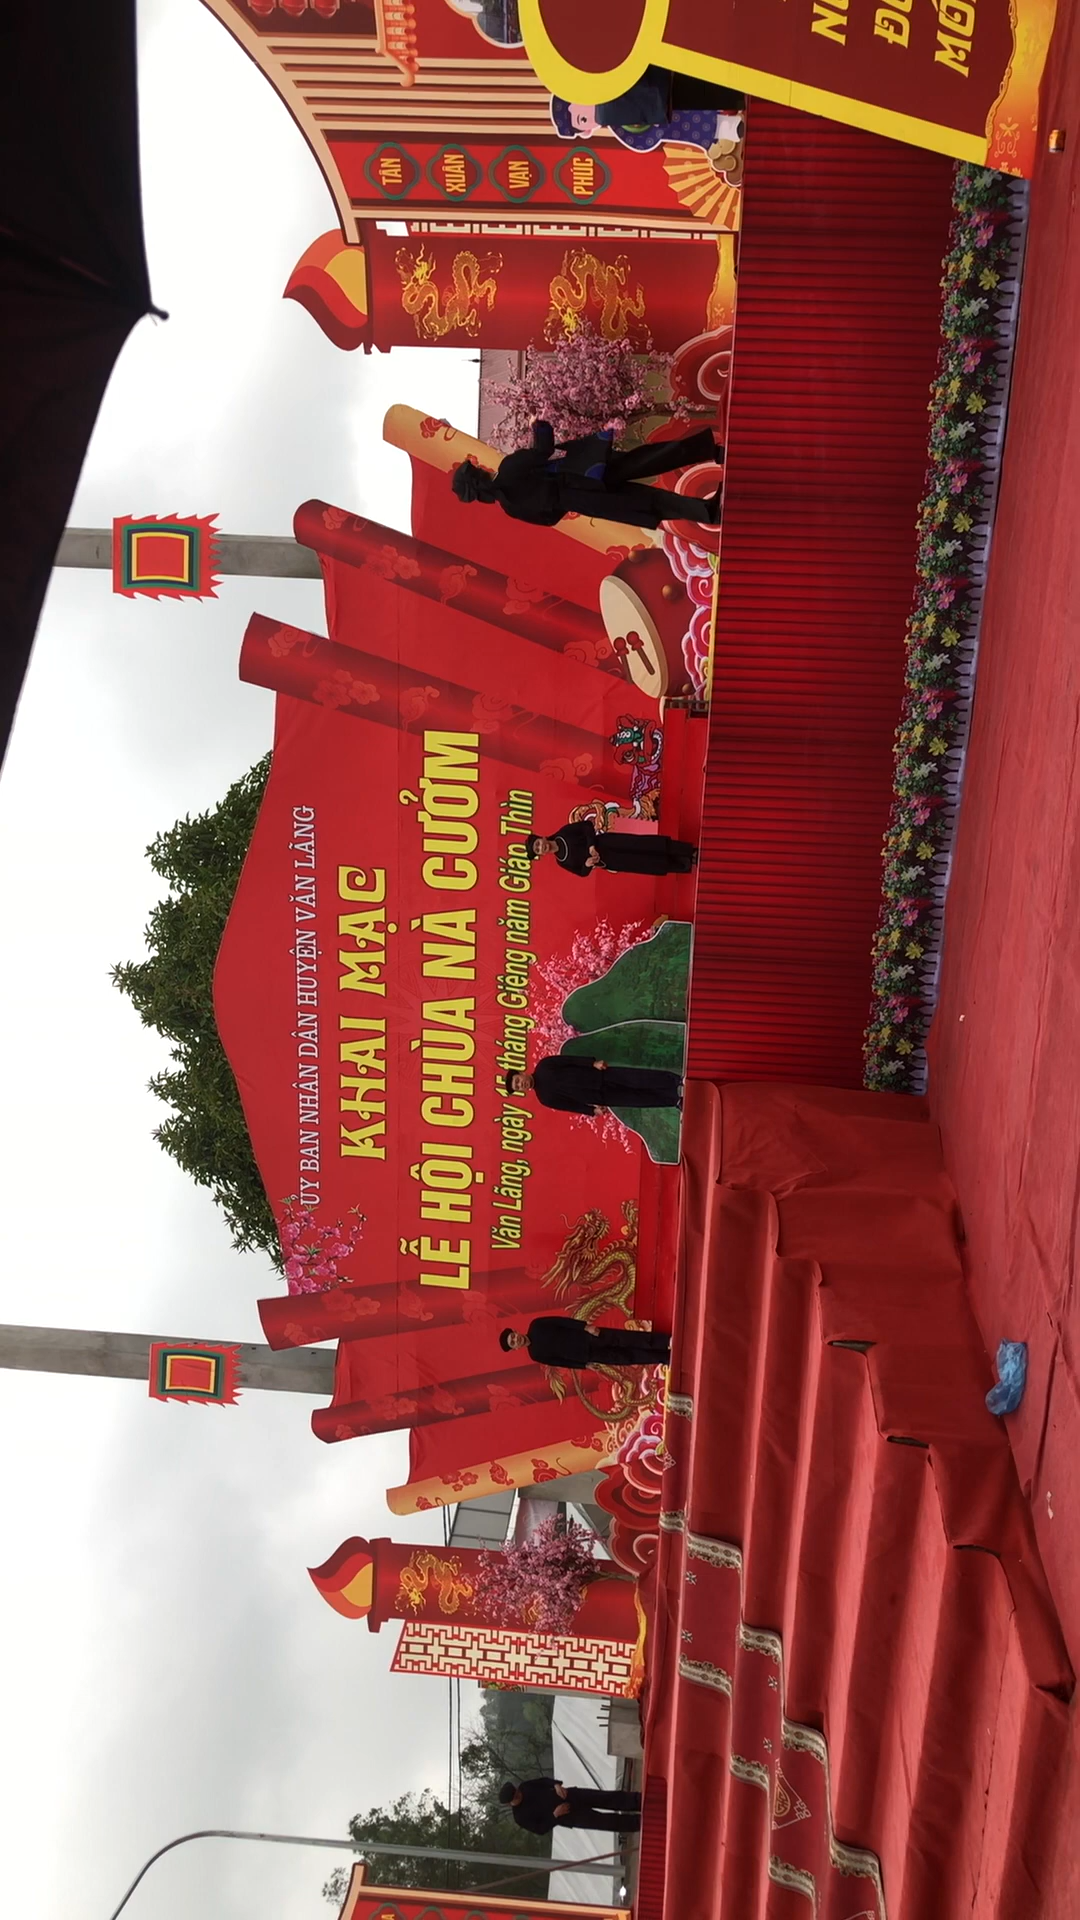 ỦY BAN NHÂN DÂN HUYỆN VĂN LÃNG
KHAI MẠC
LỄ HỘI CHÙA NÀ CƯỞM
Văn Lãng, ngày 15 tháng Giêng năm Giáp Thìn
TÂN
XUÂN
VẠN
PHÚC